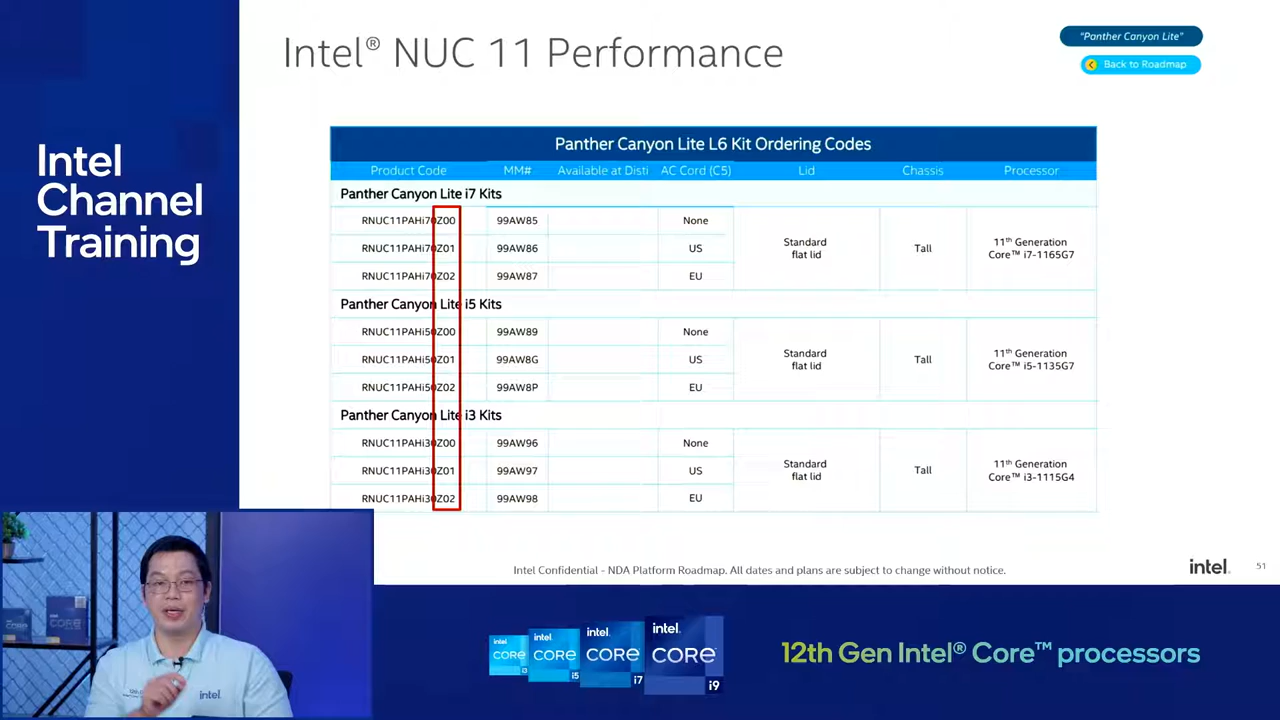 Intel® NUC 11 Performance
"Panther Canyon Lite"
Back to Roadmap
Intel
Channel
Training
Panther Canyon Lite L6 Kit Ordering Codes
Product Code MM# Available at Disti AC Cord (C5) Lid Chassis Processor
Panther Canyon Lite i7 Kits
RNUC11PAHi70Z00 99AW85 None
RNUC11PAHi70Z01 99AW86 US
RNUC11PAHi70Z02 99AW87 EU
Standard
flat lid
Tall
11th Generation
Core™ i7-1165G7
Panther Canyon Lite i5 Kits
RNUC11PAHi50Z00 99AW89 None
RNUC11PAHi50Z01 99AW8G US
RNUC11PAHi50Z02 99AW8P EU
Standard
flat lid
Tall
11th Generation
Core™ i5-1135G7
Panther Canyon Lite i3 Kits
RNUC11PAHi30Z00 99AW96 None
RNUC11PAHi30Z01 99AW97 US
RNUC11PAHi30Z02 99AW98 EU
Standard
flat lid
Tall
11th Generation
Core™ i3-1115G4
Intel Confidential - NDA Platform Roadmap. All dates and plans are subject to change without notice.
intel.
51
CORE
intel
intel
CORE
i3
intel
CORE
i5
intel
CORE
i7
intel
CORE
i9
12th Gen Intel® Core™ processors